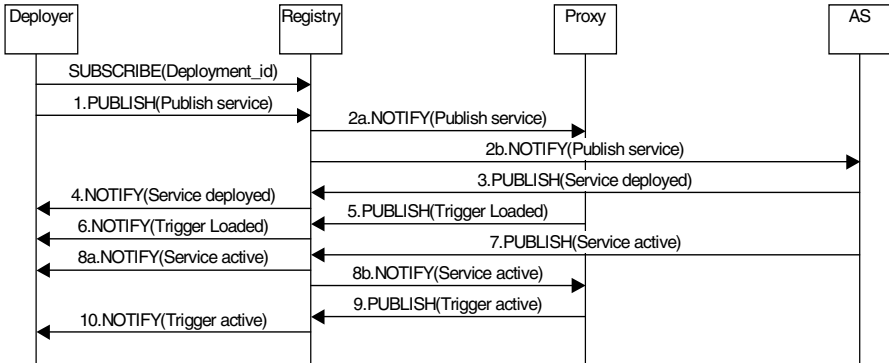 Deployer Registry Proxy AS
SUBSCRIBE(Deployment_id)
1.PUBLISH(Publish service)
2a.NOTIFY(Publish service)
2b.NOTIFY(Publish service)
3.PUBLISH(Service deployed)
4.NOTIFY(Service deployed)
5.PUBLISH(Trigger Loaded)
6.NOTIFY(Trigger Loaded)
7.PUBLISH(Service active)
8a.NOTIFY(Service active)
8b.NOTIFY(Service active)
9.PUBLISH(Trigger active)
10.NOTIFY(Trigger active)